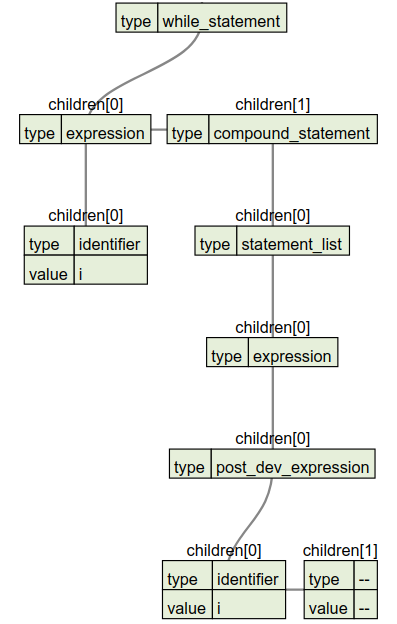 type while_statement
children[0] children[1]
type expression type compound_statement
children[0] children[0]
type identifier type statement_list
value i
children[0]
type expression
children[0]
type post_dev_expression
children[0] children[1]
type identifier type --
value i value --